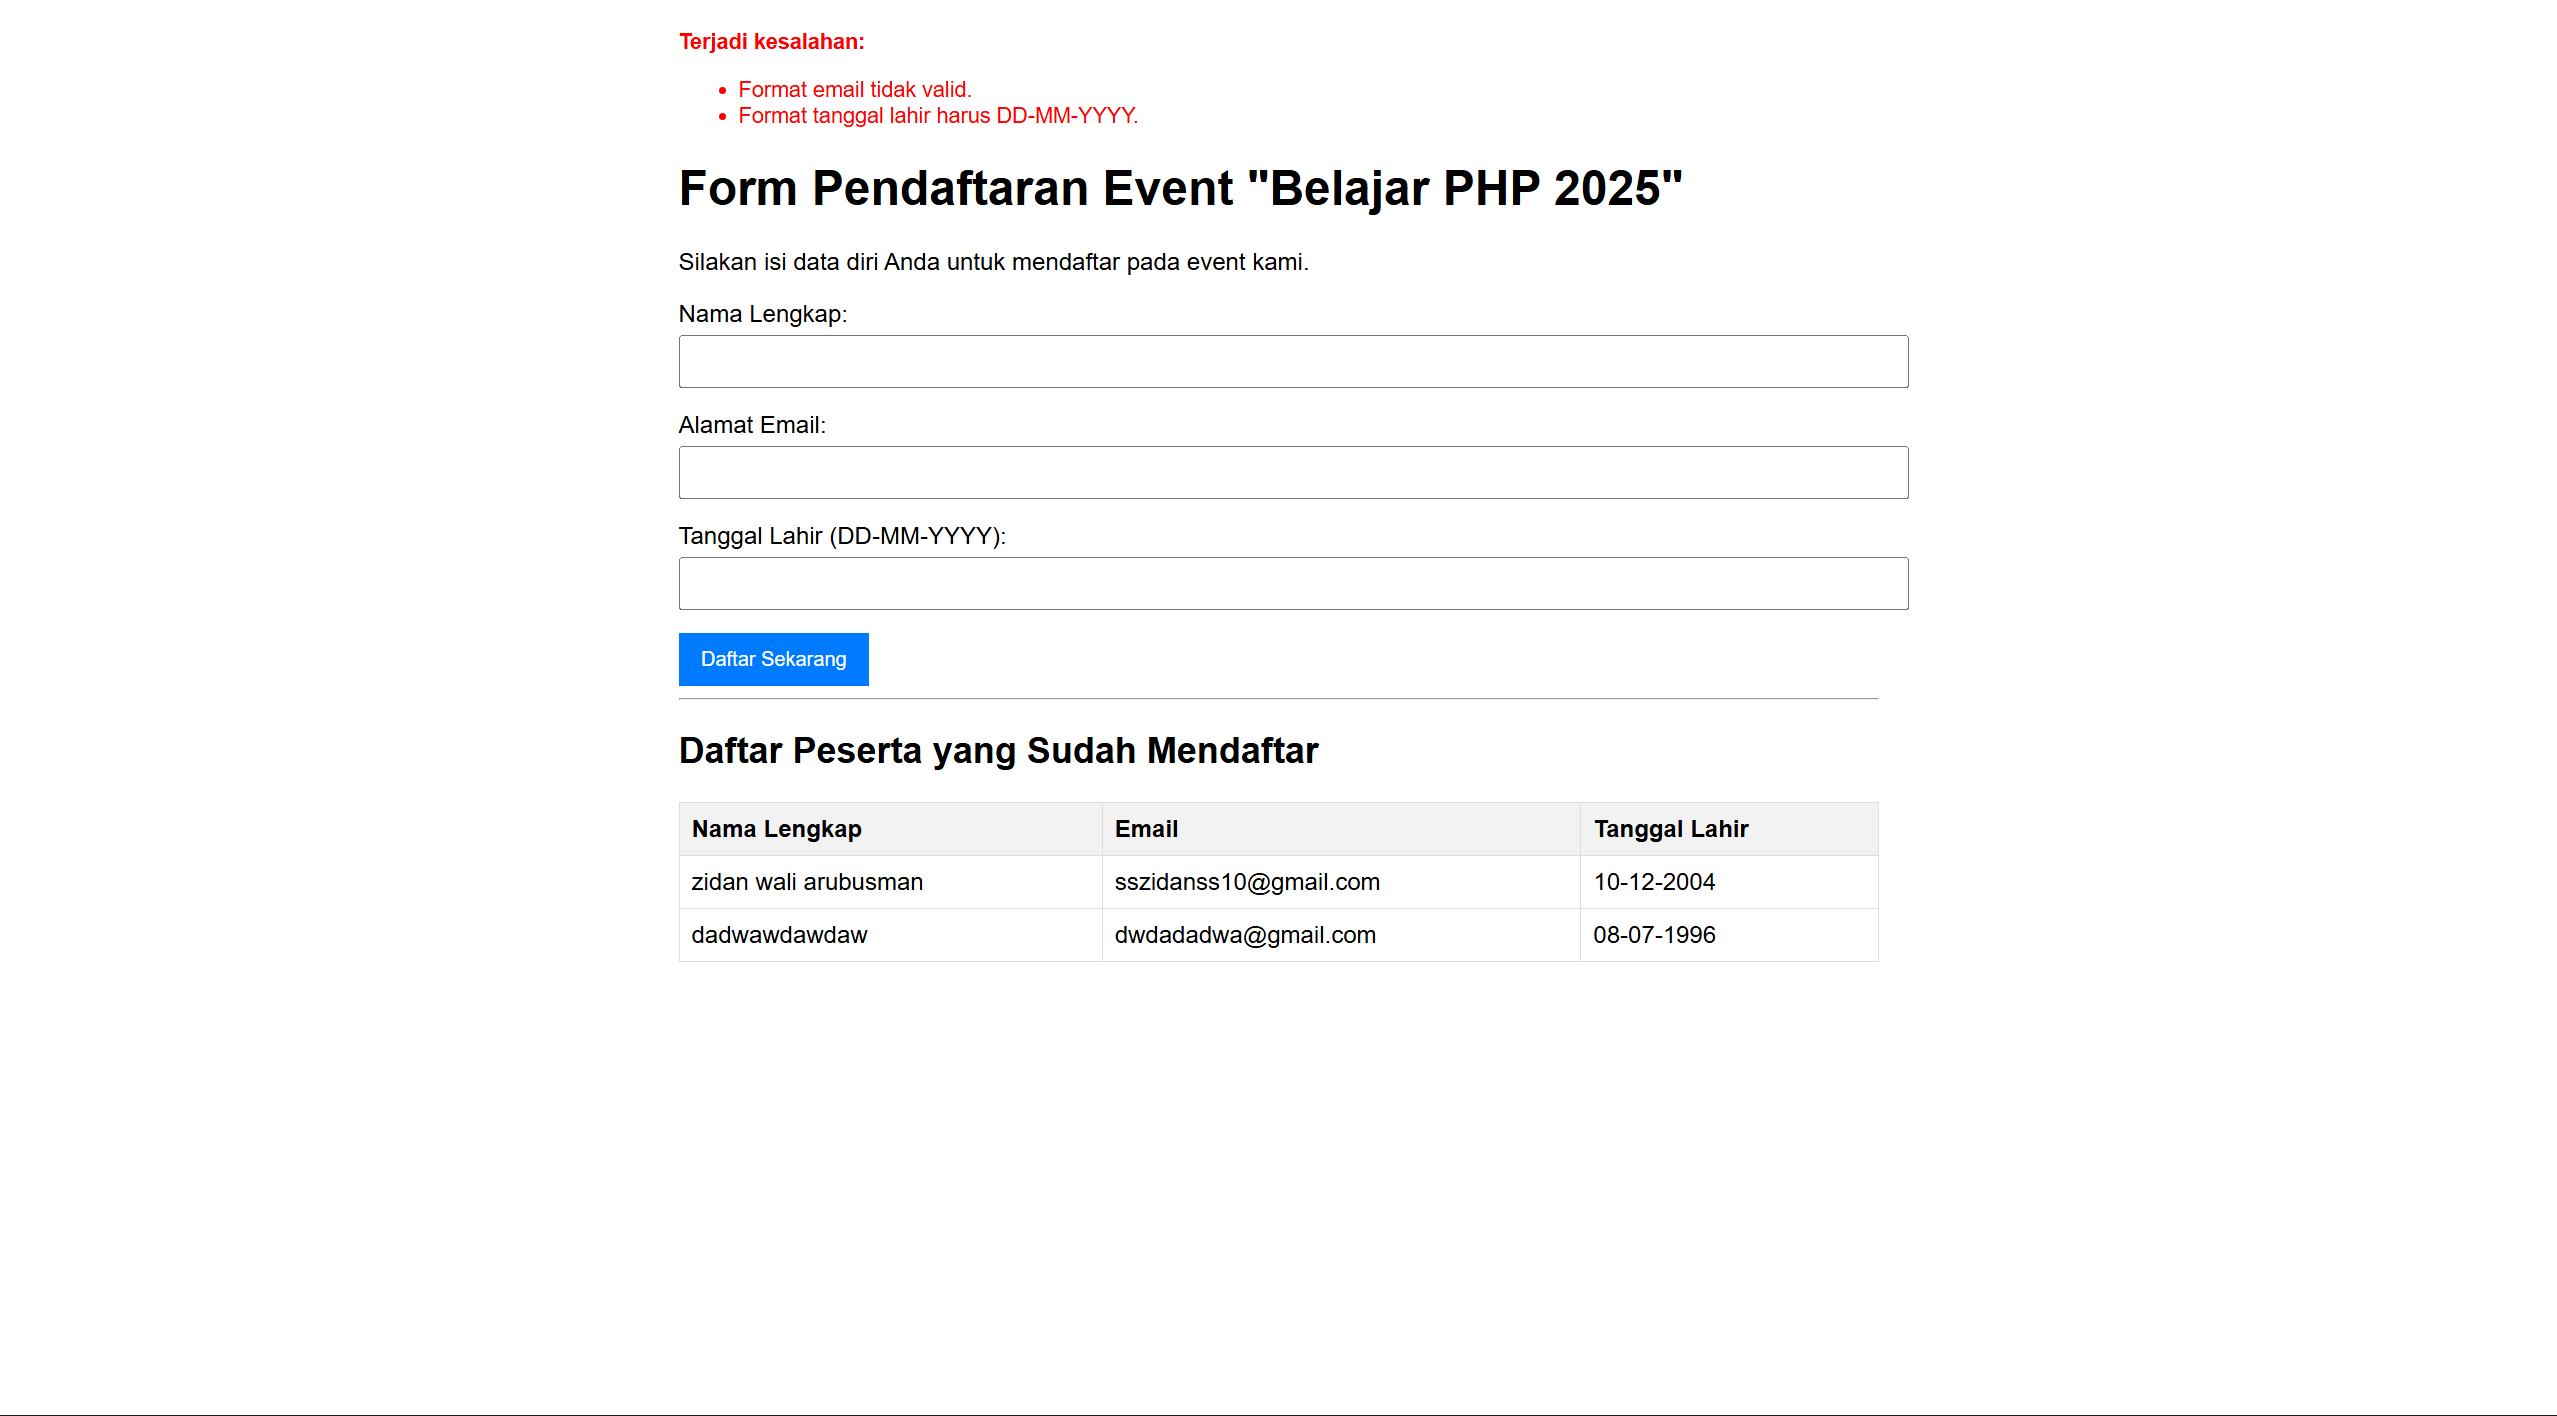 Terjadi kesalahan:
Format email tidak valid.
Format tanggal lahir harus DD-MM-YYYY.
Form Pendaftaran Event "Belajar PHP 2025"
Silakan isi data diri Anda untuk mendaftar pada event kami.
Nama Lengkap:
Alamat Email:
Tanggal Lahir (DD-MM-YYYY):
Daftar Sekarang
Daftar Peserta yang Sudah Mendaftar
Nama Lengkap Email Tanggal Lahir
zidan wali arubusman sszidanss10@gmail.com 10-12-2004
dadwawdawdaw dwdadadwa@gmail.com 08-07-1996